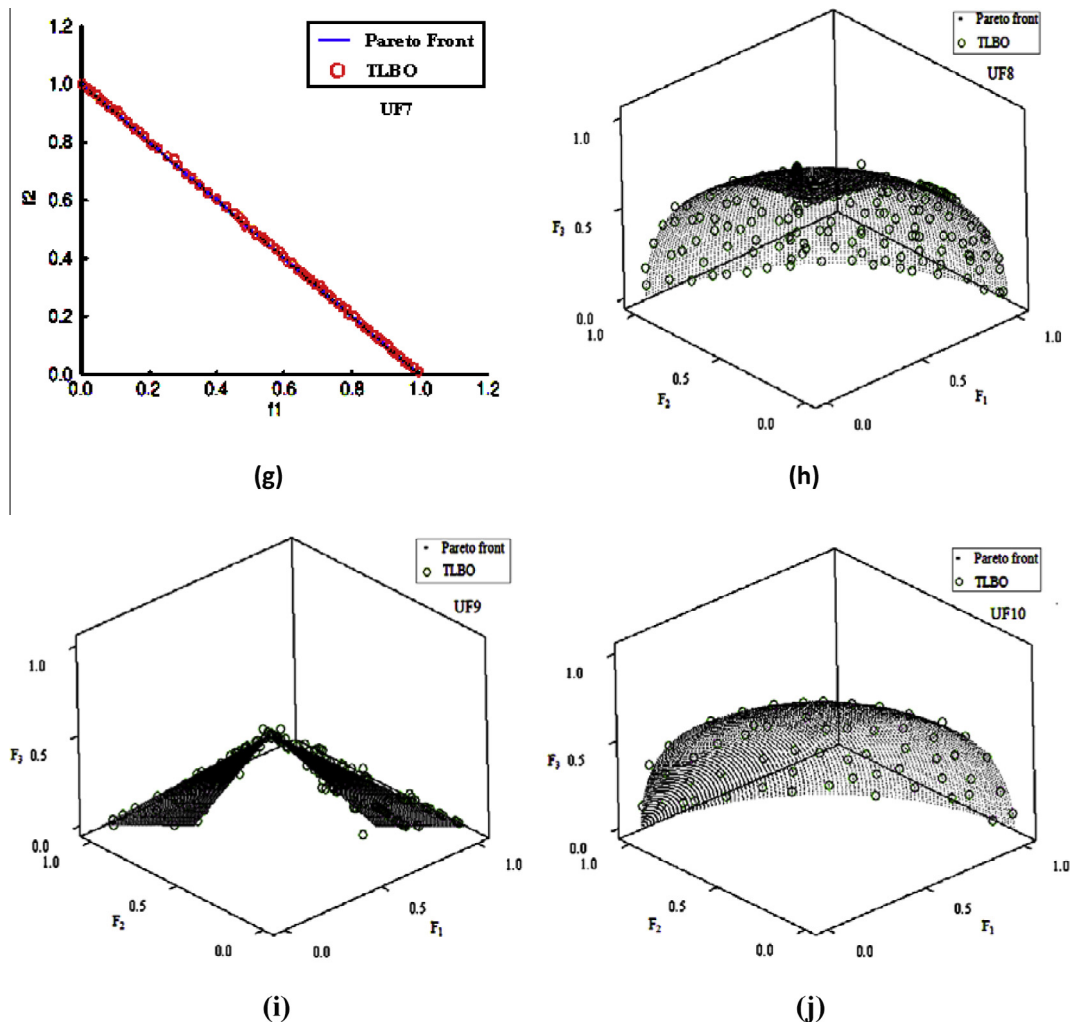 1.2
Pareto Front
TLBO
UF7
1.0
0.8
f2
0.6
0.4
0.2
0.0
0.0 0.2 0.4 0.6 0.8 1.0 1.2
f1
(g)
Pareto front
TLBO
UF8
1.0
F3 0.5
0.0
1.0 1.0
0.5 0.5
F2 F1
0.0 0.0
(h)
Pareto front
TLBO
UF9
1.0
F3 0.5
0.0
1.0 1.0
0.5 0.5
F2 F1
0.0 0.0
(i)
Pareto front
TLBO
UF10
1.0
F3 0.5
0.0
1.0 1.0
0.5 0.5
F2 F1
0.0 0.0
(j)